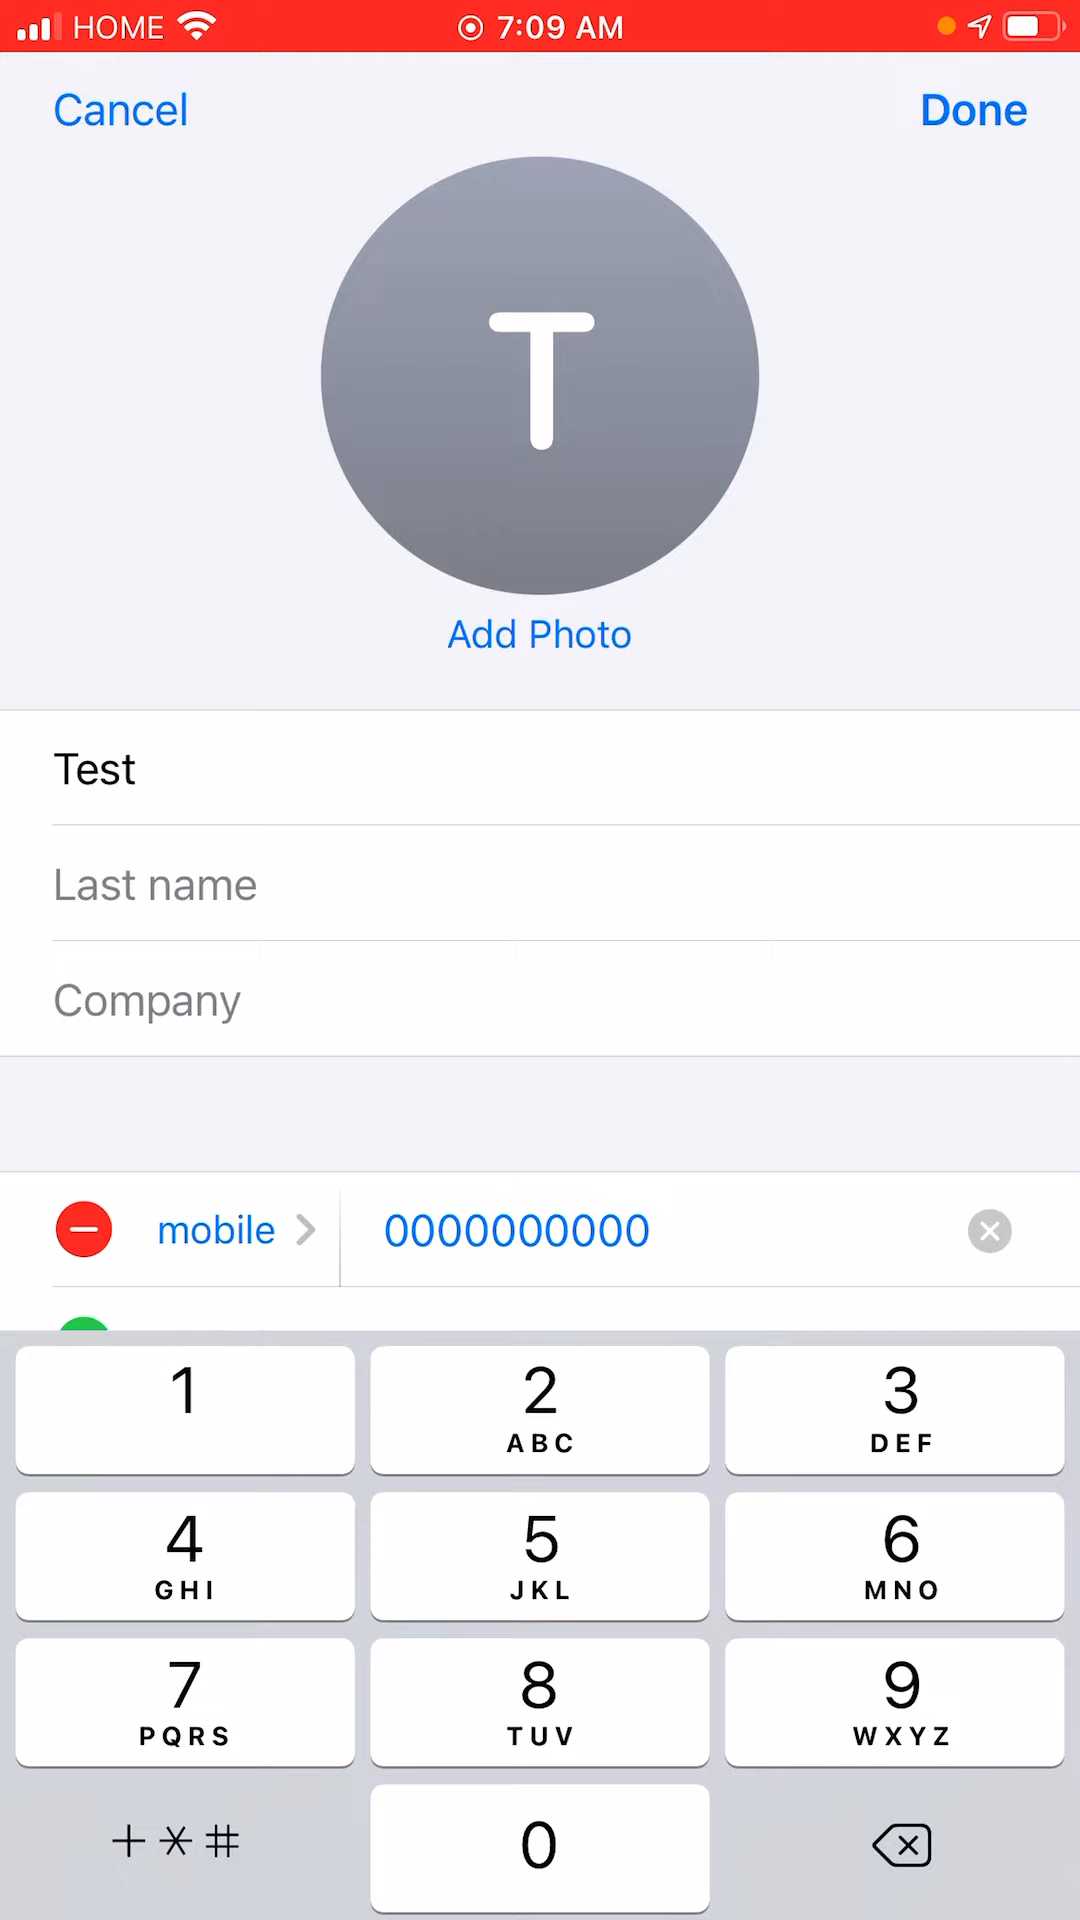 HOME 7:09 AM
Cancel Done
T
Add Photo
Test
Last name
Company
mobile 0000000000
1 2 3
ABC DEF
4 5 6
GHI JKL MNO
7 8 9
PQRS TUV WXYZ
+*# 0